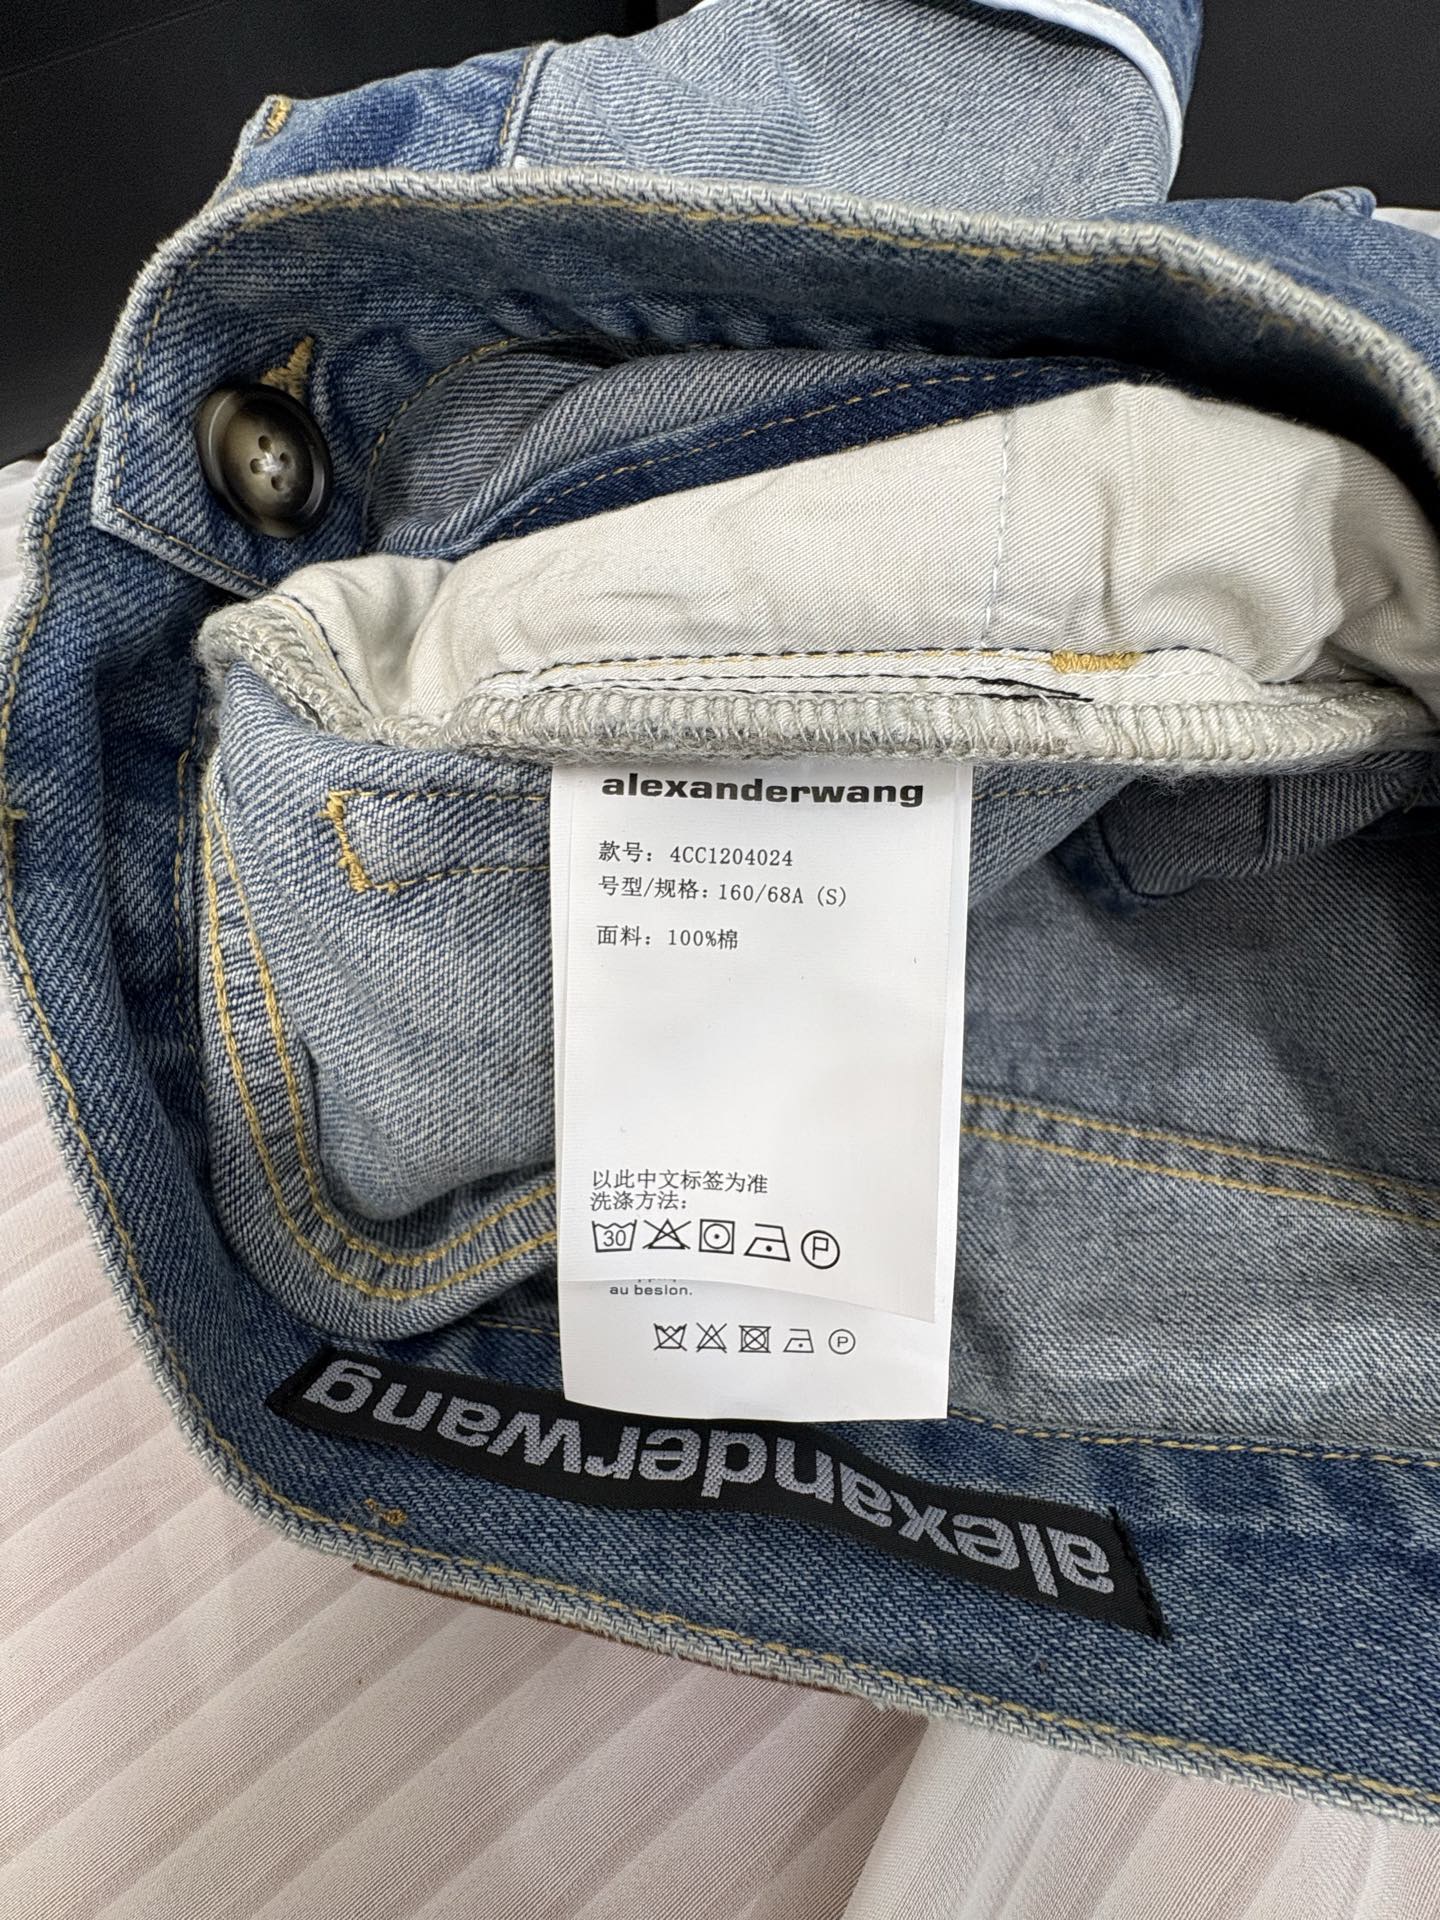 alexanderwang
款号: 4CC1204024
号型/规格: 160/68A (S)
面料: 100%棉
以此中文标签为准
洗涤方法:
30
P
au besion.
P
alexanderwang